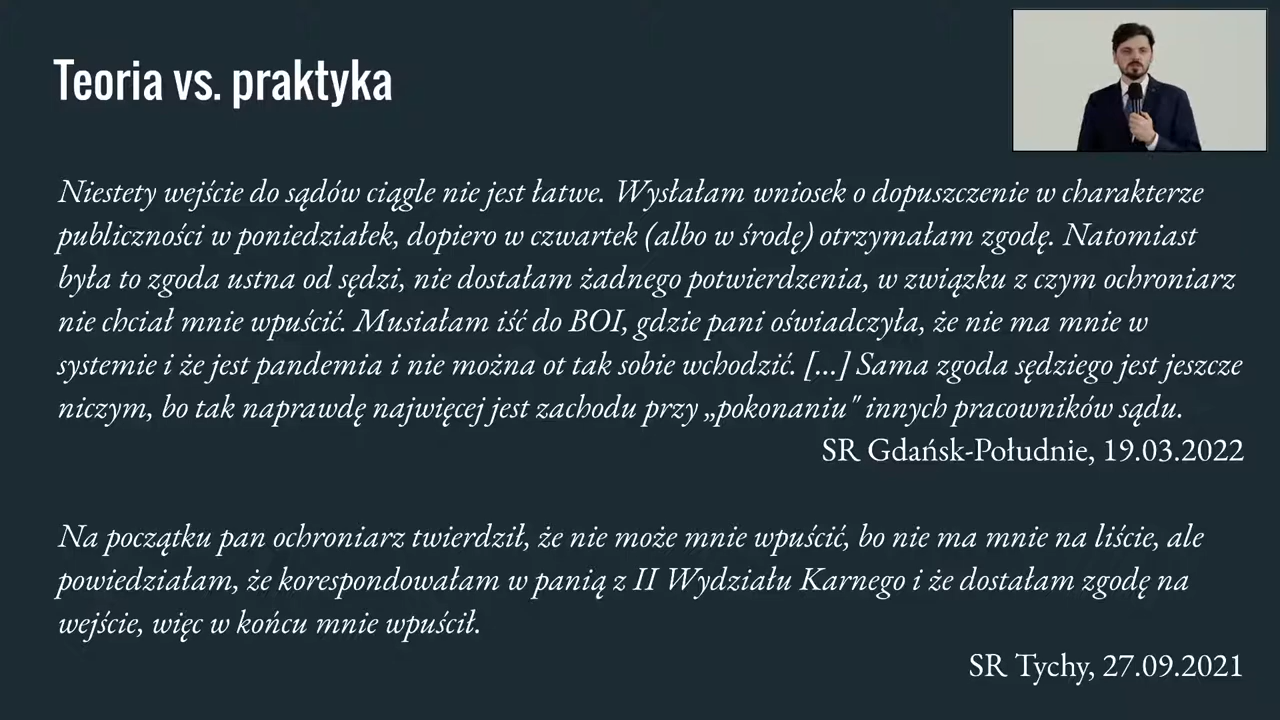 Teoria vs. praktyka
Niestety wejście do sądów ciągle nie jest łatwe. Wysłałam wniosek o dopuszczenie w charakterze
publiczności w poniedziałek, dopiero w czwartek (albo w środę) otrzymałam zgodę. Natomiast
była to zgoda ustna od sędzi, nie dostałam żadnego potwierdzenia, w związku z czym ochroniarz
nie chciał mnie wpuścić. Musiałam iść do BOI, gdzie pani oświadczyła, że nie ma mnie w
systemie i że jest pandemia i nie można ot tak sobie wchodzić. [...] Sama zgoda sędziego jest jeszcze
niczym, bo tak naprawdę najwięcej jest zachodu przy „pokonaniu" innych pracowników sądu.
SR Gdańsk-Południe, 19.03.2022
Na początku pan ochroniarz twierdził, że nie może mnie wpuścić, bo nie ma mnie na liście, ale
powiedziałam, że korespondowałam w panią z II Wydziału Karnego i że dostałam zgodę na
wejście, więc w końcu mnie wpuścił.
SR Tychy, 27.09.2021